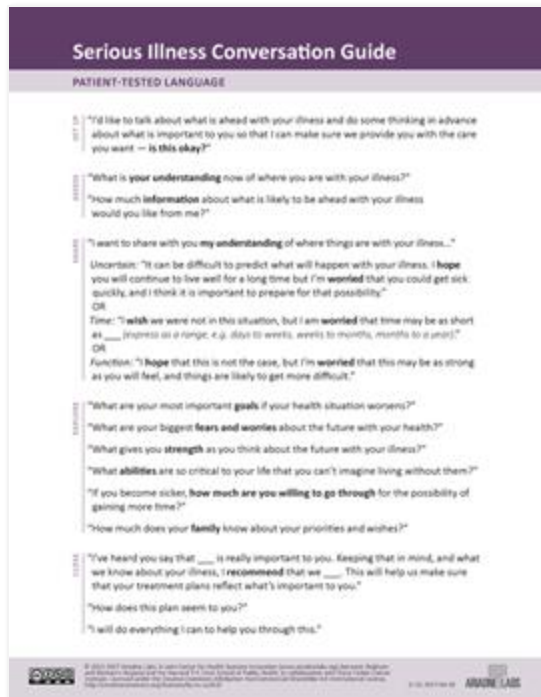 Serious Illness Conversation Guide
PATIENT-TESTED LANGUAGE
SET UP
"I'd like to talk about what is ahead with your illness and do some thinking in advance
about what is important to you so that I can make sure we provide you with the care
you want — is this okay?"
ASSESS
"What is your understanding now of where you are with your illness?"
"How much information about what is likely to be ahead with your illness
would you like from me?"
SHARE
"I want to share with you my understanding of where things are with your illness..."
Uncertain: "It can be difficult to predict what will happen with your illness. I hope
you will continue to live well for a long time but I'm worried that you could get sick
quickly, and I think it is important to prepare for that possibility."
OR
Time: "I wish we were not in this situation, but I am worried that time may be as short
as ___ (express as a range, e.g. days to weeks, weeks to months, months to a year)."
OR
Function: "I hope that this is not the case, but I'm worried that this may be as strong
as you will feel, and things are likely to get more difficult."
EXPLORE
"What are your most important goals if your health situation worsens?"
"What are your biggest fears and worries about the future with your health?"
"What gives you strength as you think about the future with your illness?"
"What abilities are so critical to your life that you can't imagine living without them?"
"If you become sicker, how much are you willing to go through for the possibility of
gaining more time?"
"How much does your family know about your priorities and wishes?"
CLOSE
"I've heard you say that ___ is really important to you. Keeping that in mind, and what
we know about your illness, I recommend that we ___. This will help us make sure
that your treatment plans reflect what's important to you."
"How does this plan seem to you?"
"I will do everything I can to help you through this."
ARIADNE LABS